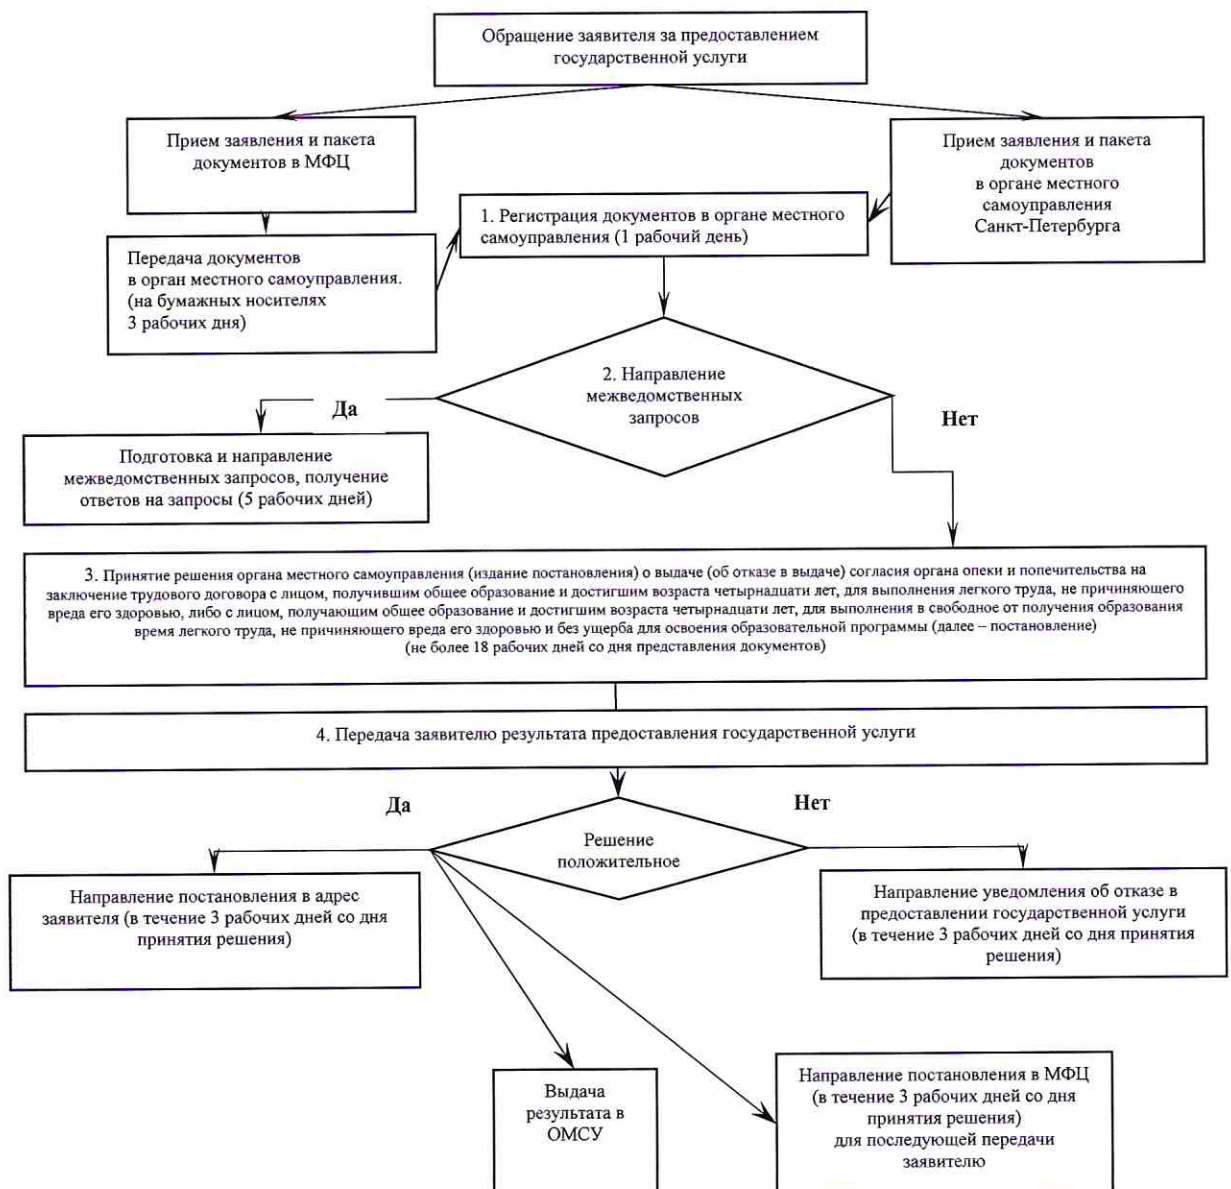 Обращение заявителя за предоставлением
государственной услуги
Прием заявления и пакета
документов в МФЦ
Прием заявления и пакета
документов
в органе местного
самоуправления
Санкт-Петербурга
1. Регистрация документов в органе местного
самоуправления (1 рабочий день)
Передача документов
в орган местного самоуправления.
(на бумажных носителях
3 рабочих дня)
2. Направление
межведомственных
запросов
Да
Нет
Подготовка и направление
межведомственных запросов, получение
ответов на запросы (5 рабочих дней)
3. Принятие решения органа местного самоуправления (издание постановления) о выдаче (об отказе в выдаче) согласия органа опеки и попечительства на
заключение трудового договора с лицом, получившим общее образование и достигшим возраста четырнадцати лет, для выполнения легкого труда, не причиняющего
вреда его здоровью, либо с лицом, получающим общее образование и достигшим возраста четырнадцати лет, для выполнения в свободное от получения образования
время легкого труда, не причиняющего вреда его здоровью и без ущерба для освоения образовательной программы (далее – постановление)
(не более 18 рабочих дней со дня представления документов)
4. Передача заявителю результата предоставления государственной услуги
Да
Нет
Решение
положительное
Направление постановления в адрес
заявителя (в течение 3 рабочих дней со дня
принятия решения)
Направление уведомления об отказе в
предоставлении государственной услуги
(в течение 3 рабочих дней со дня принятия
решения)
Выдача
результата в
ОМСУ
Направление постановления в МФЦ
(в течение 3 рабочих дней со дня
принятия решения)
для последующей передачи
заявителю